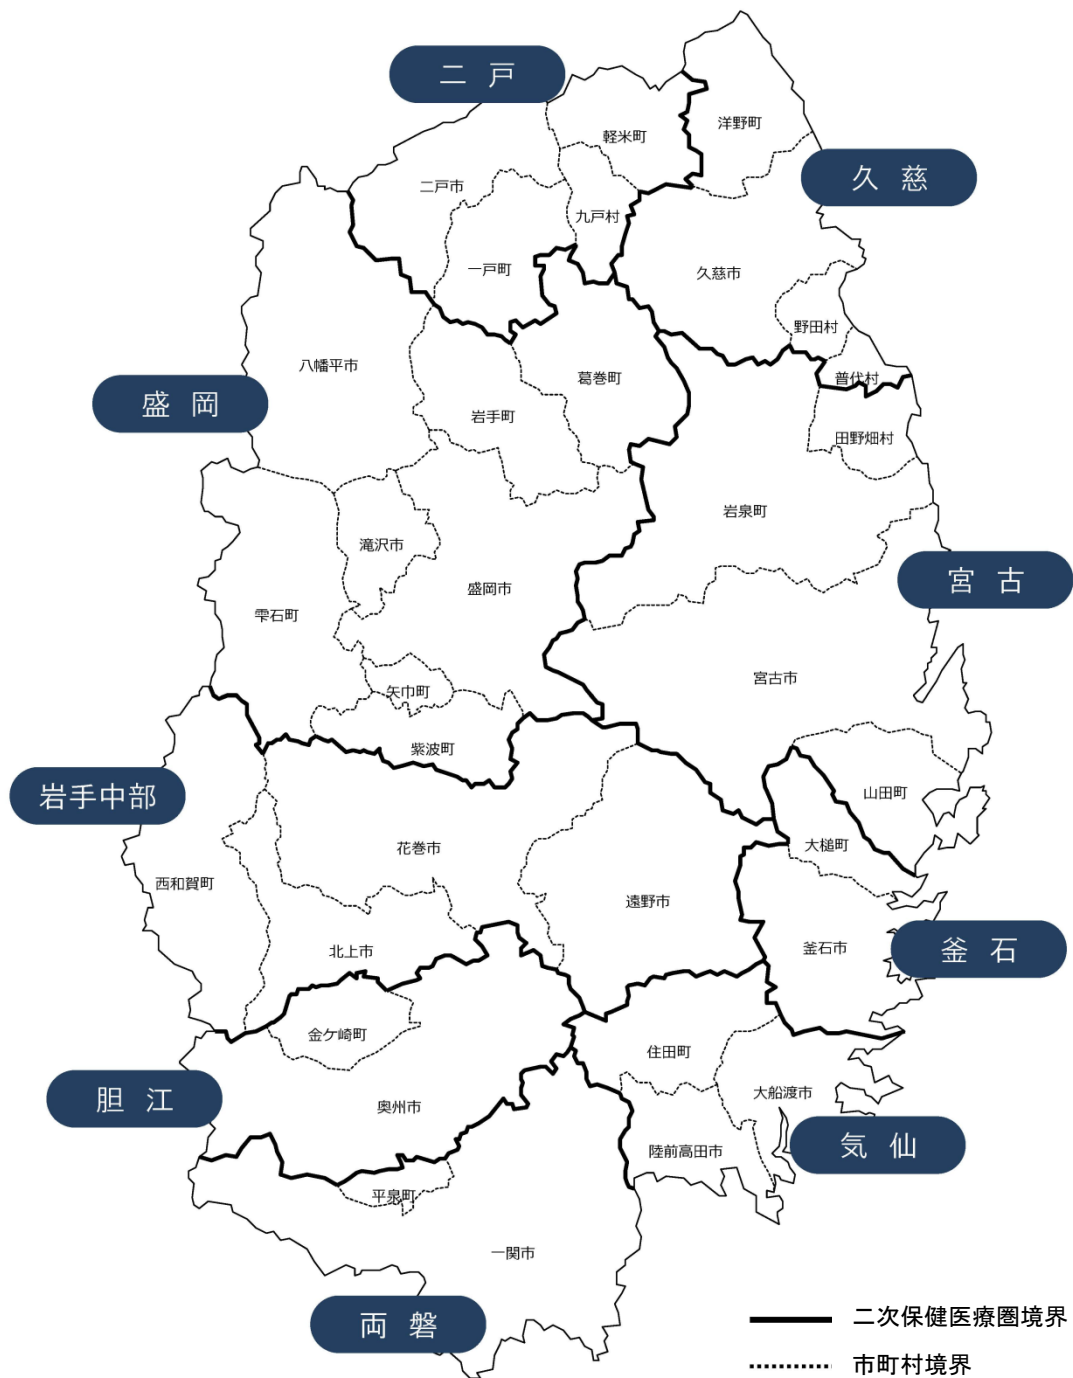 二戸
軽米町
洋野町
久慈
二戸市
九戸村
一戸町
久慈市
野田村
八幡平市
葛巻町
普代村
盛岡
岩手町
田野畑村
岩泉町
滝沢市
宮古
盛岡市
雫石町
宮古市
矢巾町
紫波町
岩手中部
山田町
花巻市
大槌町
西和賀町
遠野市
釜石
北上市
釜石市
金ケ崎町
住田町
胆江
大船渡市
奥州市
気仙
陸前高田市
平泉町
一関市
両磐
二次保健医療圏境界
市町村境界